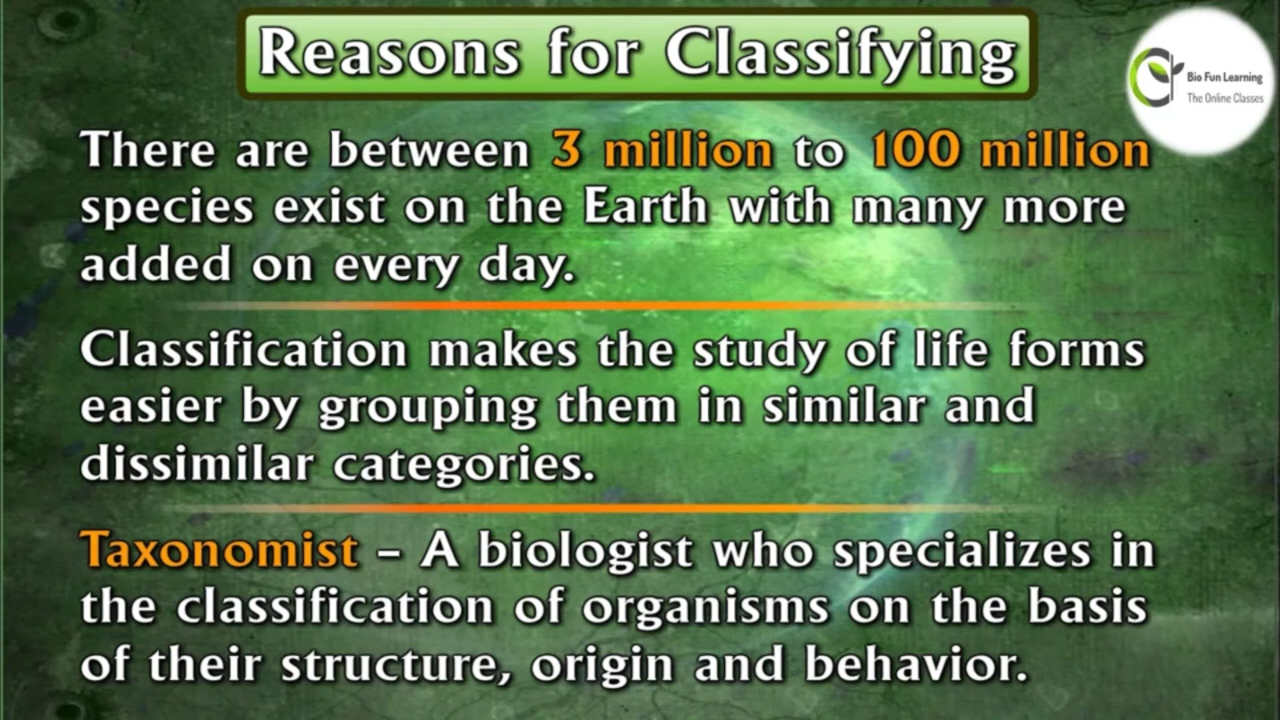 Reasons for Classifying
Bio Fun Learning
The Online Classes
There are between 3 million to 100 million
species exist on the Earth with many more
added on every day.
Classification makes the study of life forms
easier by grouping them in similar and
dissimilar categories.
Taxonomist – A biologist who specializes in
the classification of organisms on the basis
of their structure, origin and behavior.